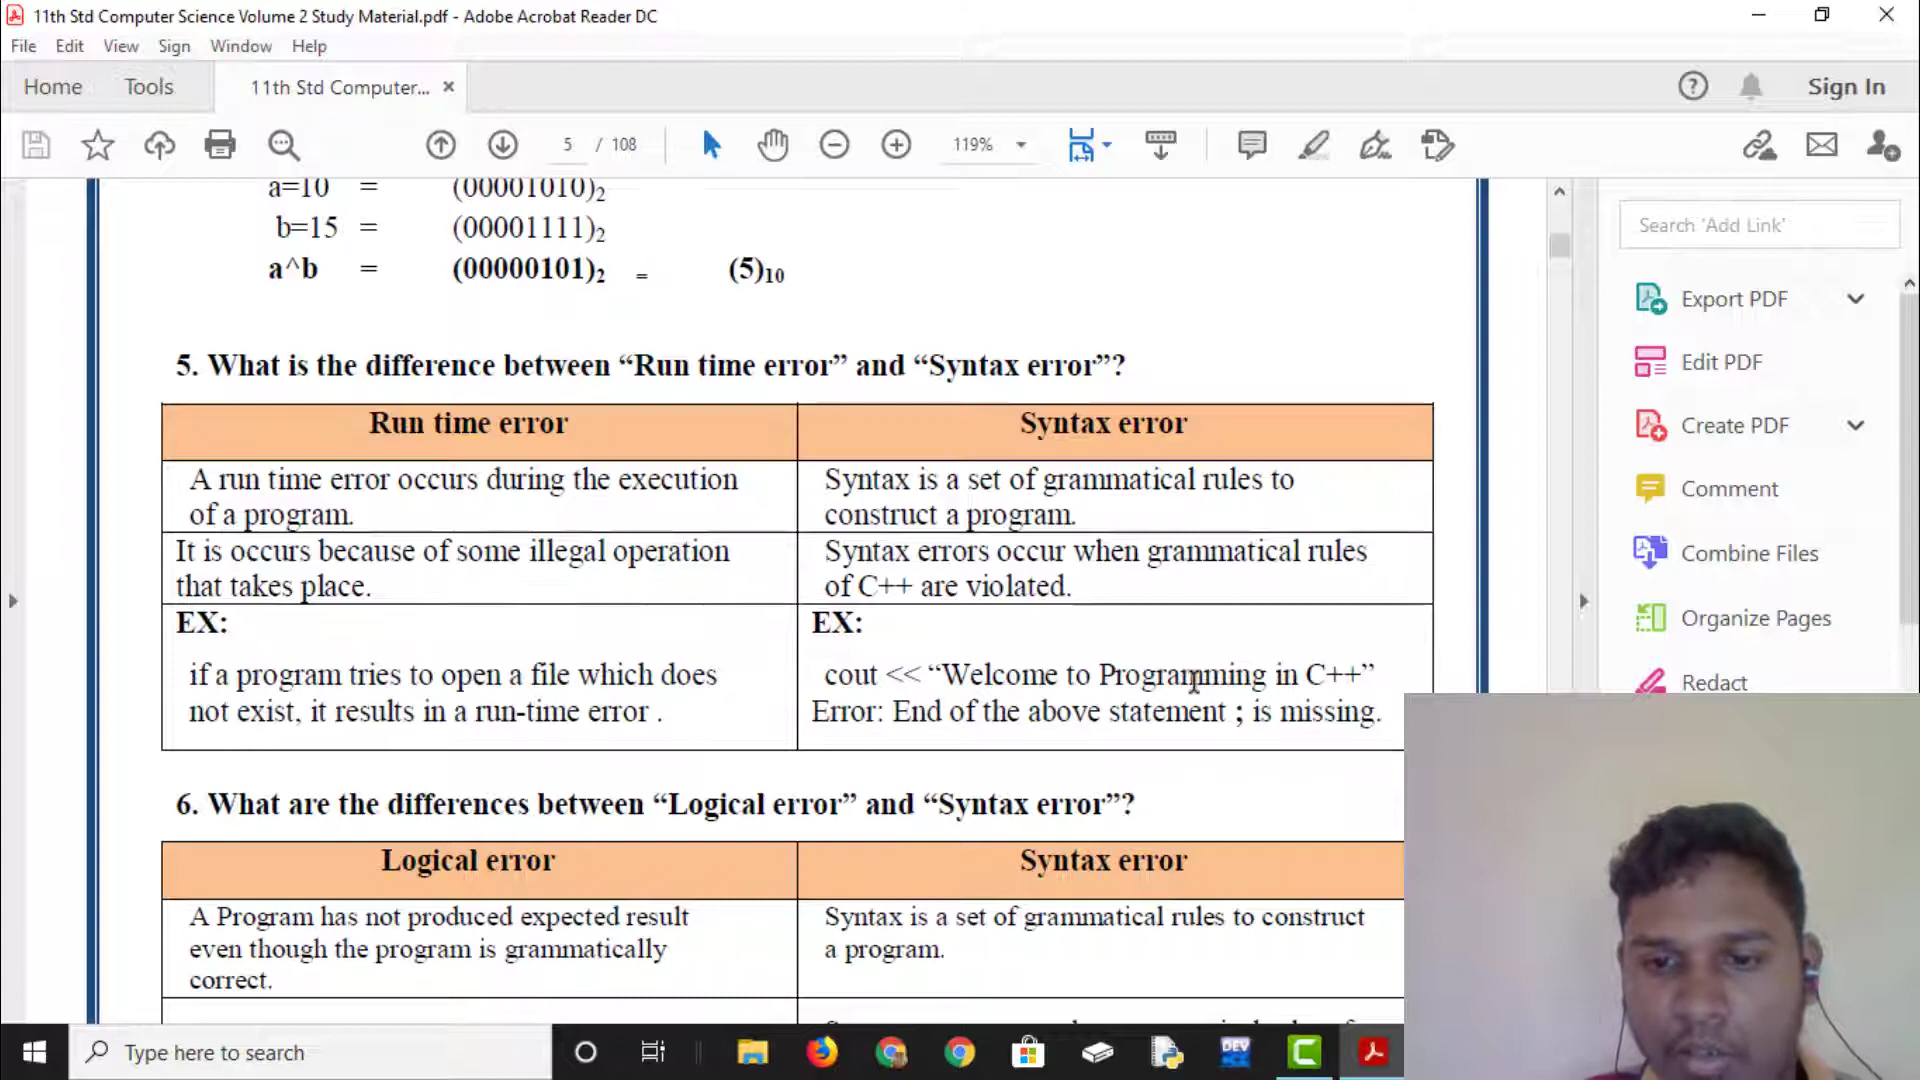 11th Std Computer Science Volume 2 Study Material.pdf - Adobe Acrobat Reader DC
File Edit View Sign Window Help
Home Tools 11th Std Computer... × Sign In
5 / 108 119%
a=10 = (00001010)2
b=15 = (00001111)2
a^b = (00000101)2 = (5)10
5. What is the difference between “Run time error” and “Syntax error”?
Run time error Syntax error
A run time error occurs during the execution
of a program.
Syntax is a set of grammatical rules to
construct a program.
It is occurs because of some illegal operation
that takes place.
Syntax errors occur when grammatical rules
of C++ are violated.
EX:
if a program tries to open a file which does
not exist, it results in a run-time error .
EX:
cout << “Welcome to Programming in C++”
Error: End of the above statement ; is missing.
6. What are the differences between “Logical error” and “Syntax error”?
Logical error Syntax error
A Program has not produced expected result
even though the program is grammatically
correct.
Syntax is a set of grammatical rules to construct
a program.
Search 'Add Link'
Export PDF
Edit PDF
Create PDF
Comment
Combine Files
Organize Pages
Redact
Type here to search
DEV